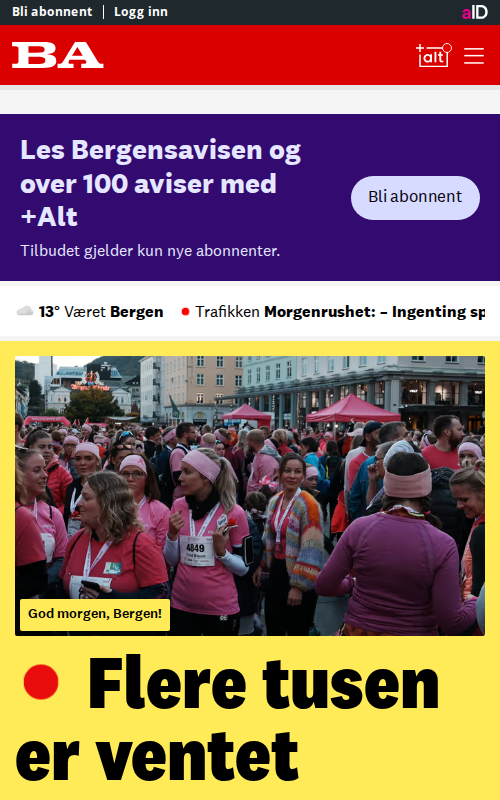 Bli abonnent | Logg inn
aID
BA
+alt
Les Bergensavisen og
over 100 aviser med
+Alt
Bli abonnent
Tilbudet gjelder kun nye abonnenter.
13° Været Bergen
Trafikken Morgenrushet: – Ingenting sp
4849
God morgen, Bergen!
Flere tusen
er ventet